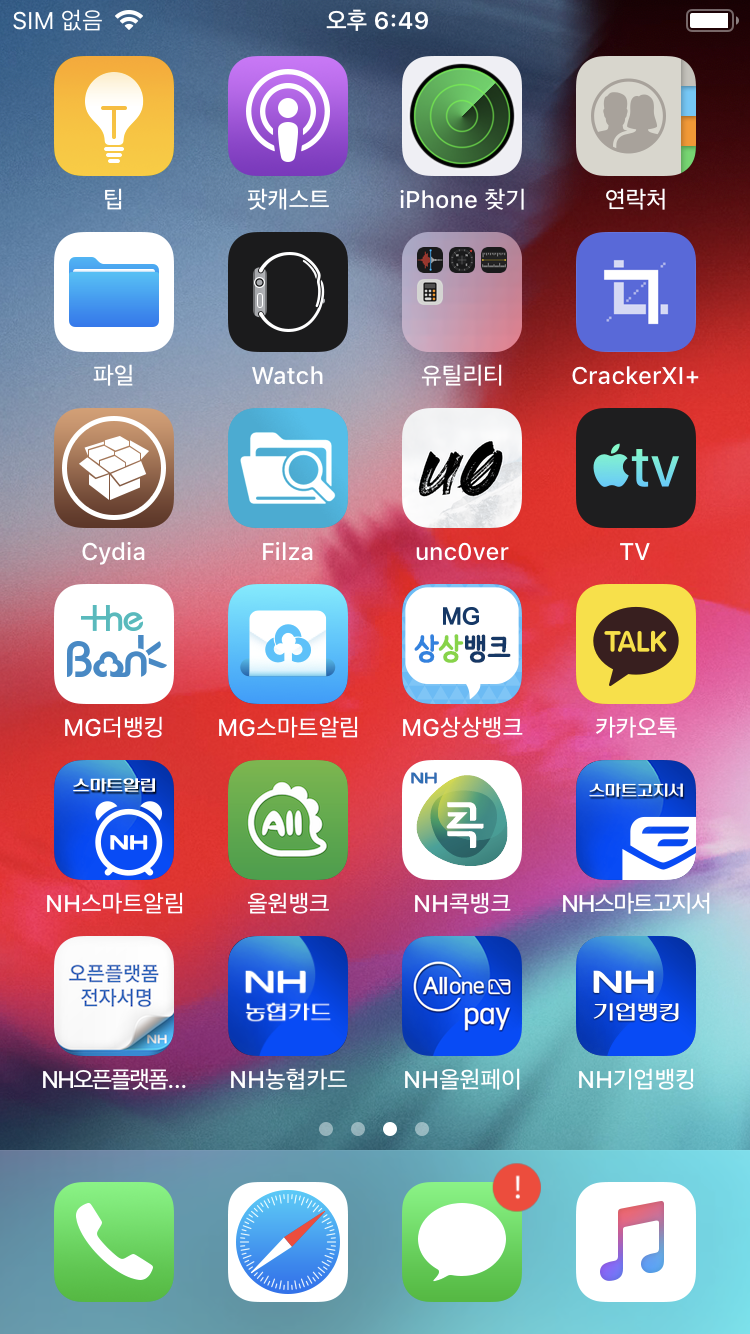 SIM 없음
오후 6:49
팁
팟캐스트
iPhone 찾기
연락처
파일
Watch
유틸리티
CrackerXI+
u0
tv
Cydia
Filza
unc0ver
TV
the
Bank
MG
상상뱅크
TALK
MG더뱅킹
MG스마트알림
MG상상뱅크
카카오톡
스마트알림
NH
All
NH
콕
스마트고지서
NH스마트알림
올원뱅크
NH콕뱅크
NH스마트고지서
오픈플랫폼
전자서명
NH
NH
농협카드
Allone
pay
NH
기업뱅킹
NH오픈플랫폼...
NH농협카드
NH올원페이
NH기업뱅킹
!